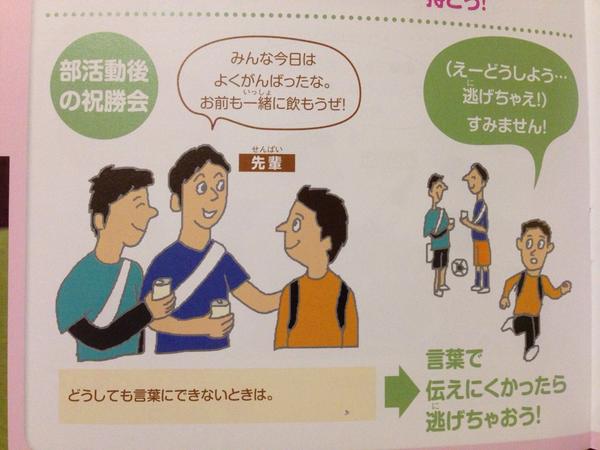 部活動後
の祝勝会
みんな今日は
よくがんばったな。
お前も一緒に飲もうぜ!
いっしょ
せんぱい
先輩
(えーどうしよう…
に
逃げちゃえ!)
すみません!
どうしても言葉にできないときは。
言葉で
伝えにくかったら
に
逃げちゃおう!